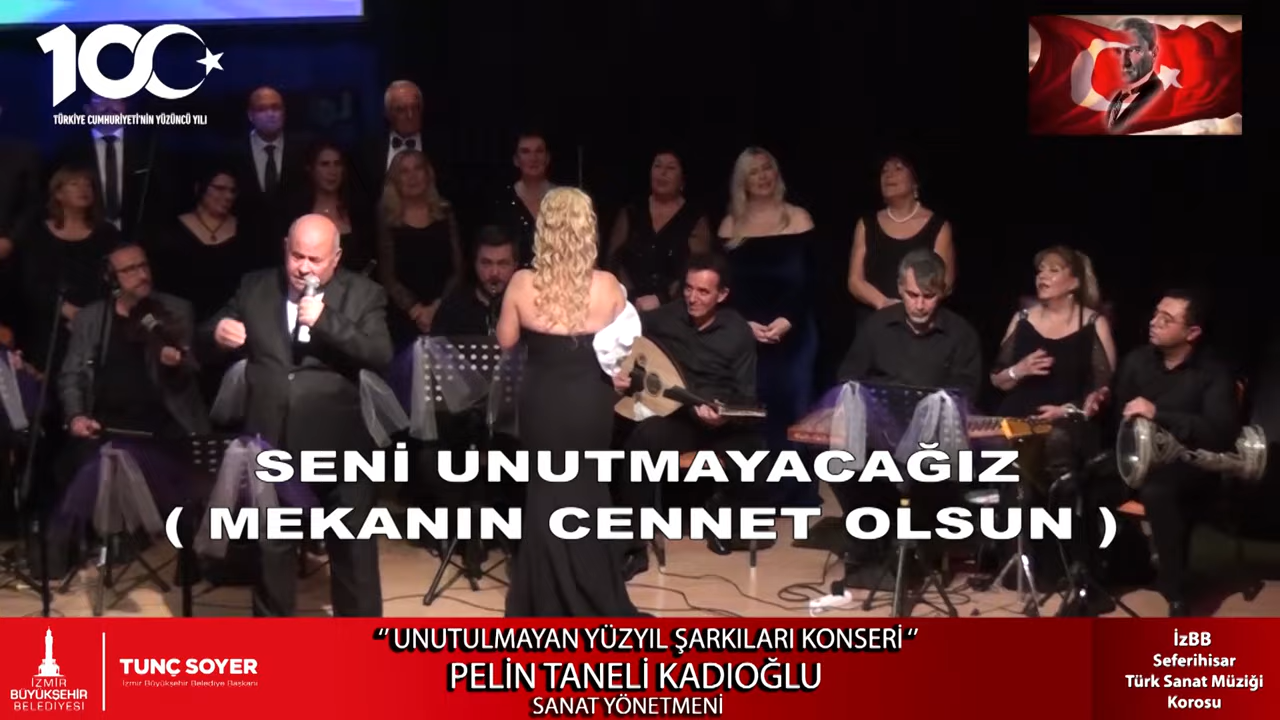 100
TÜRKİYE CUMHURİYETİ'NİN YÜZÜNCÜ YILI
SENİ UNUTMAYACAĞIZ
( MEKANIN CENNET OLSUN )
İZMİR
BÜYÜKŞEHİR
BELEDİYESİ
TUNÇ SOYER
İzmir Büyükşehir Belediye Başkanı
‘‘ UNUTULMAYAN YÜZYIL ŞARKILARI KONSERİ ‘‘
PELİN TANELİ KADIOĞLU
SANAT YÖNETMENİ
İzBB
Seferihisar
Türk Sanat Müziği
Korosu